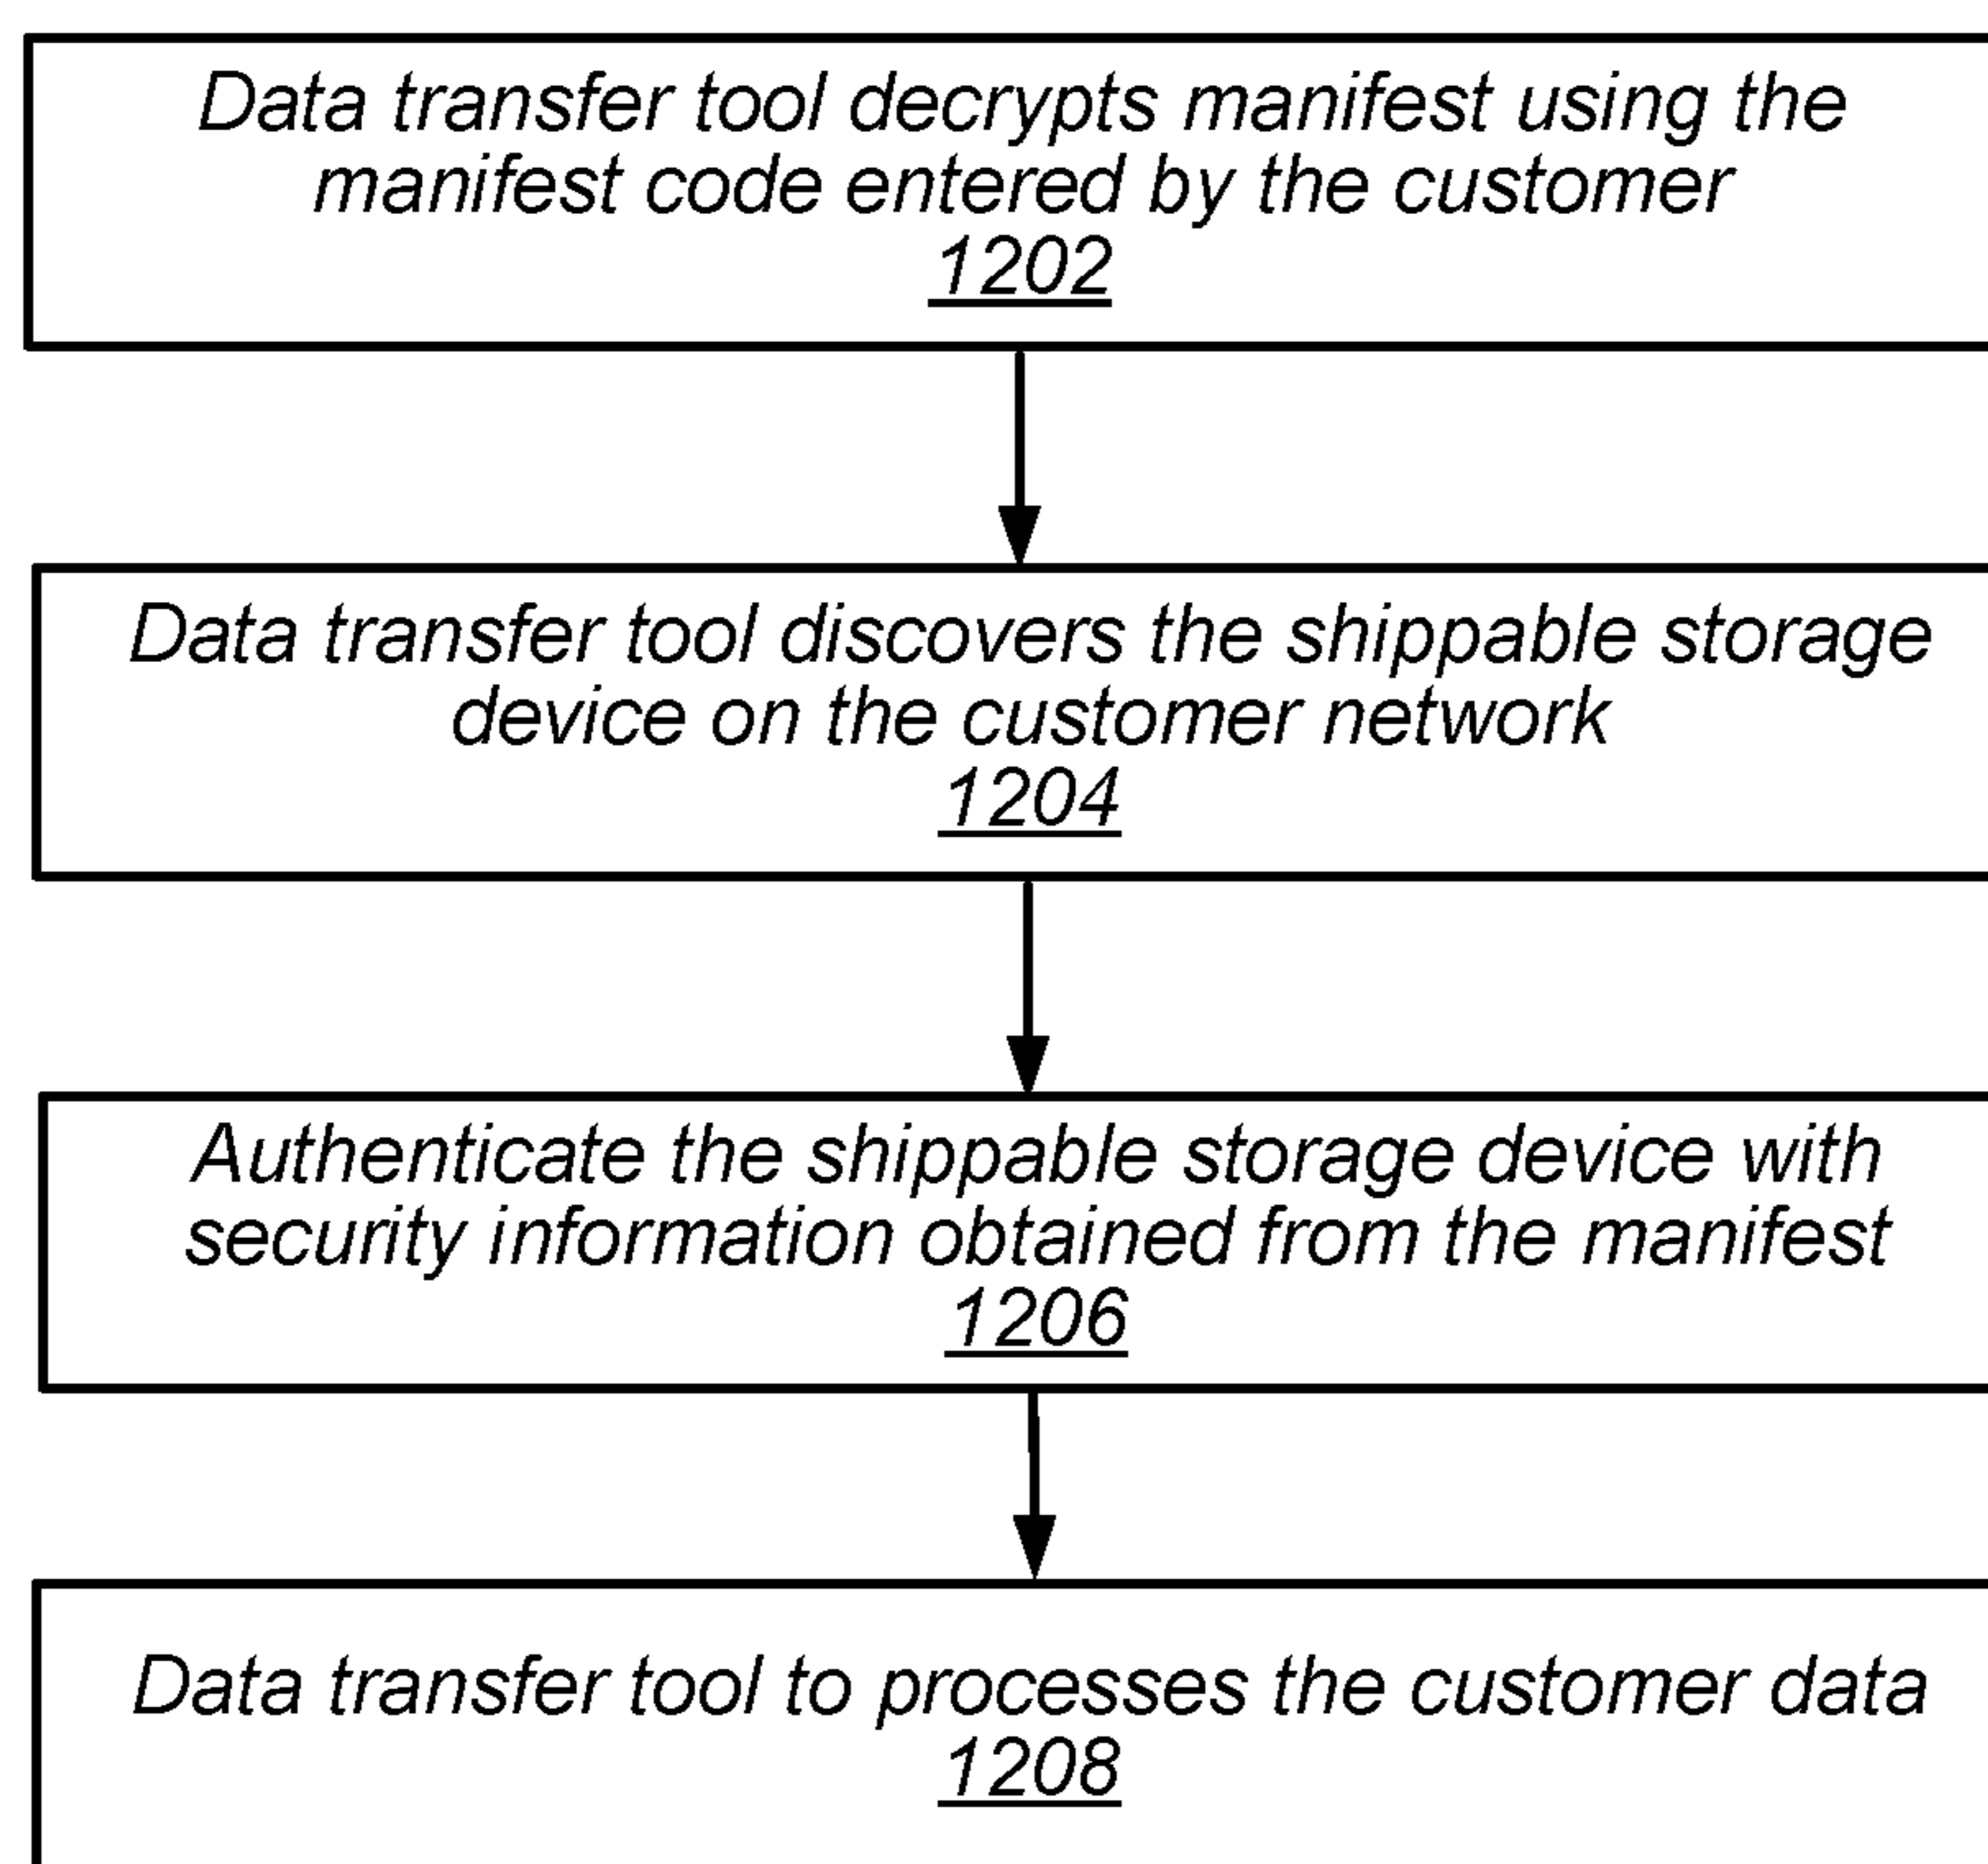 Data transfer tool decrypts manifest using the
manifest code entered by the customer
1202
Data transfer tool discovers the shippable storage
device on the customer network
1204
Authenticate the shippable storage device with
security information obtained from the manifest
1206
Data transfer tool to processes the customer data
1208